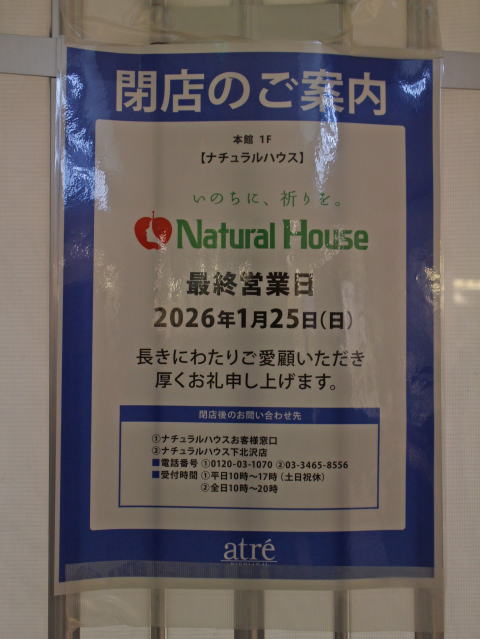 閉店のご案内
本館 1F
【ナチュラルハウス】
いのちに、祈りを。
Natural House
最終営業日
2026年1月25日(日)
長きにわたりご愛顧いただき
厚くお礼申し上げます。
閉店後のお問い合わせ先
①ナチュラルハウスお客様窓口
②ナチュラルハウス下北沢店
■電話番号 ①0120-03-1070 ②03-3465-8556
■受付時間 ①平日10時～17時（土日祝休）
②全日10時～20時
atré